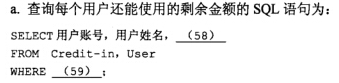 a. 查询每个用户还能使用的剩余金额的 SQL 语句为：
SELECT 用户账号，用户姓名，（58）
FROM Credit-in，User
WHERE （59）；